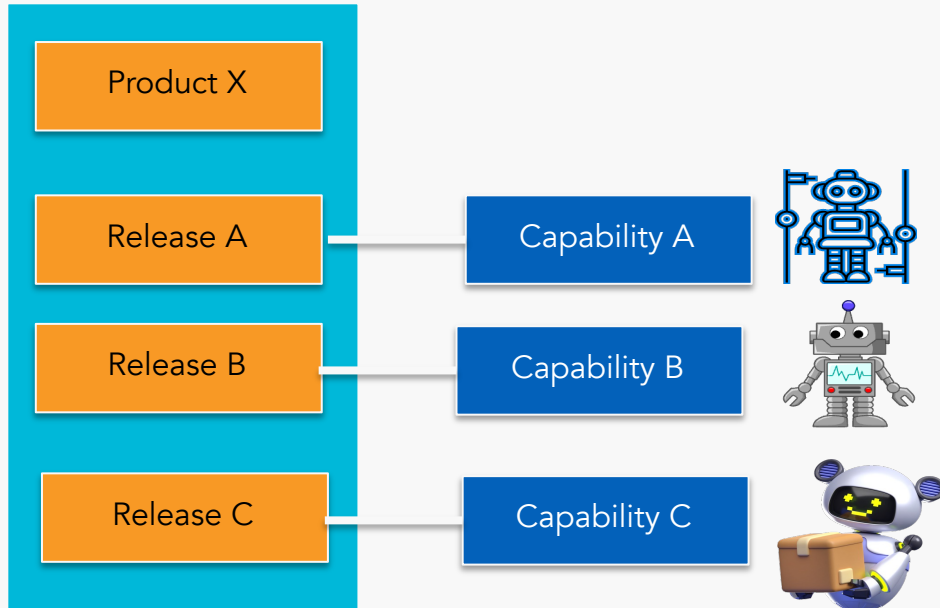 Product X
Release A
Capability A
Release B
Capability B
Release C
Capability C